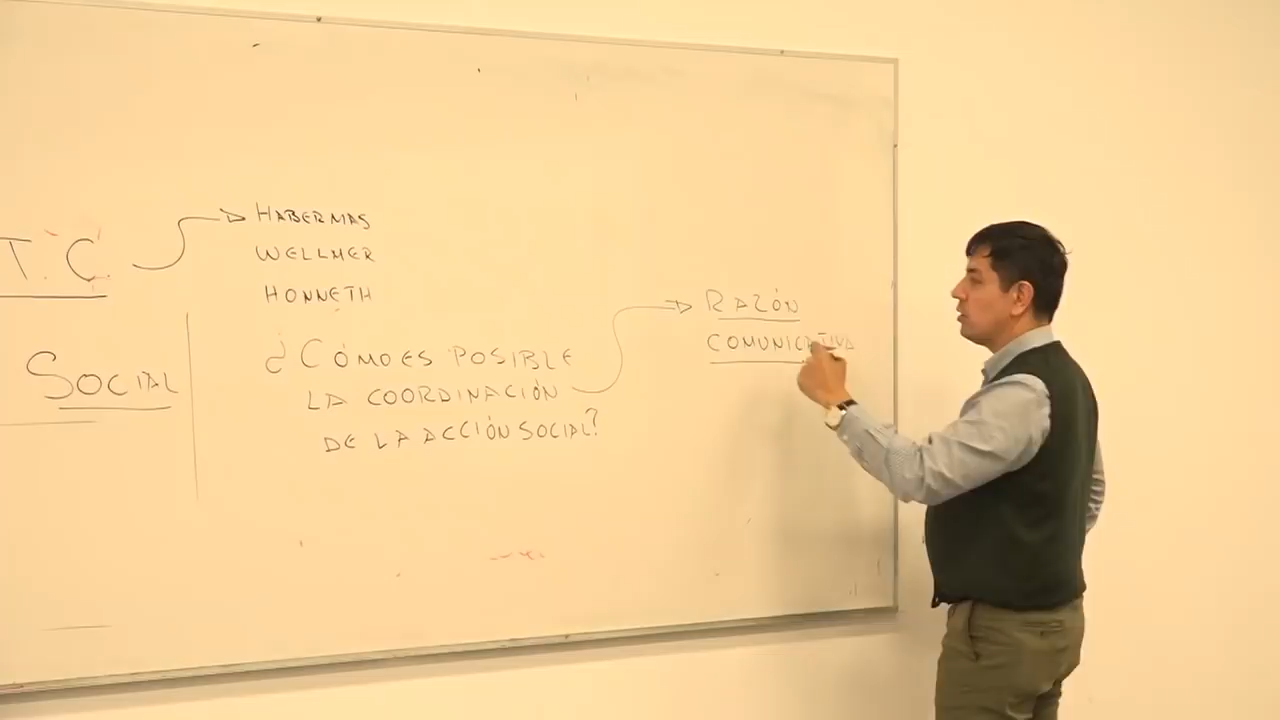 T. C.
HABERMAS
WELLMER
HONNETH
SOCIAL
¿CÓMO ES POSIBLE
LA COORDINACIÓN
DE LA ACCIÓN SOCIAL?
RAZÓN
COMUNICATIVA